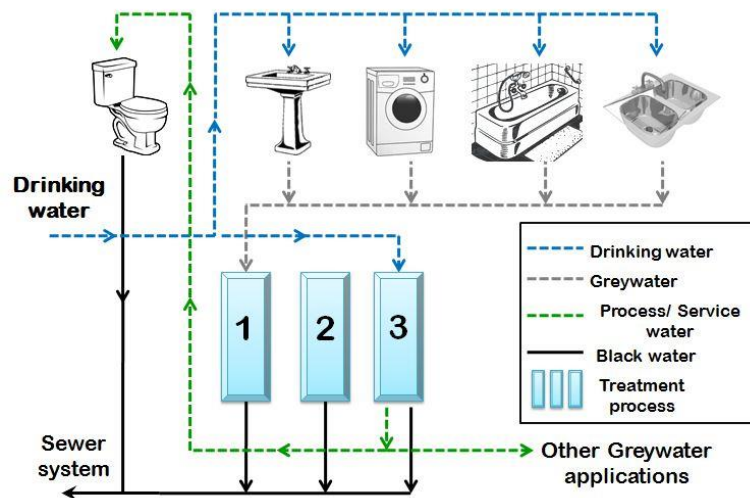 Drinking
water
1
2
3
Drinking water
Greywater
Process/ Service
water
Black water
Treatment
process
Sewer
system
Other Greywater
applications